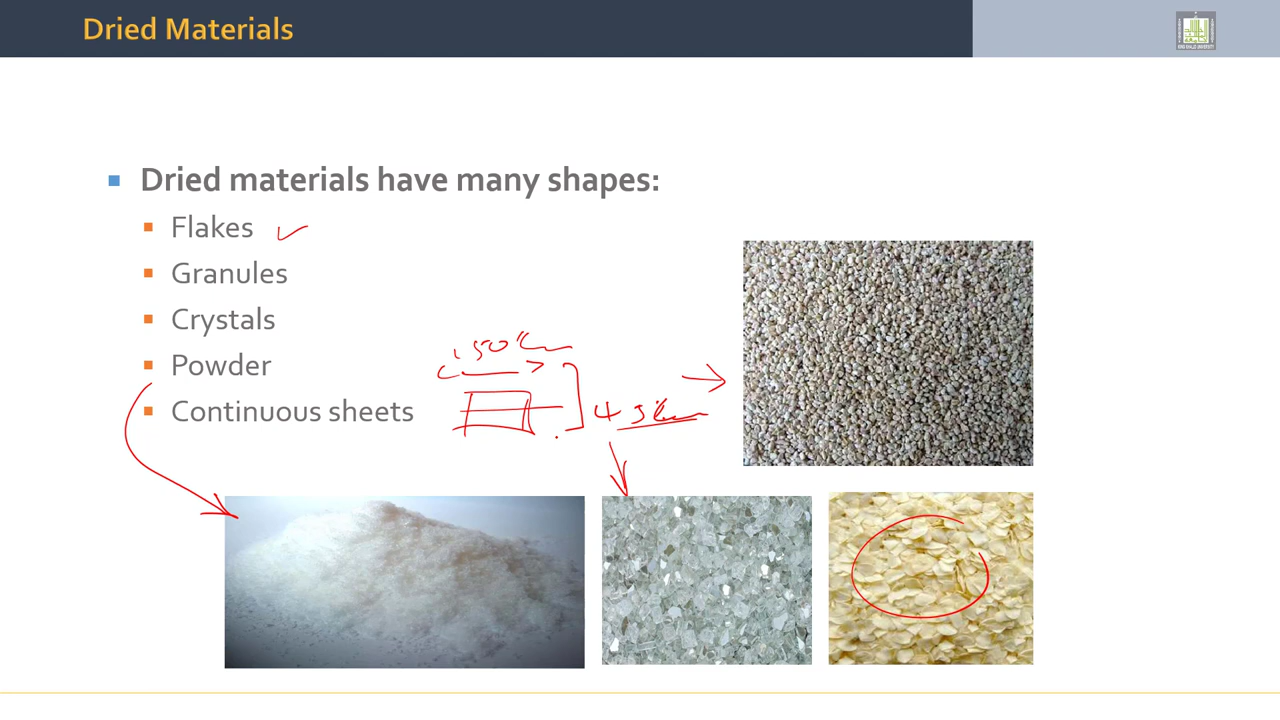 Dried Materials
Dried materials have many shapes:
Flakes
Granules
Crystals
Powder
Continuous sheets